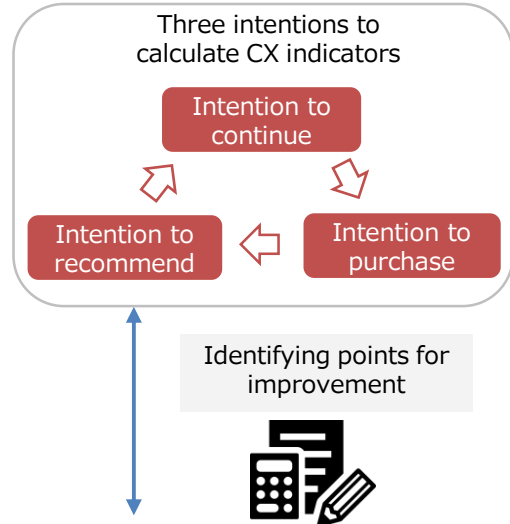 Three intentions to
calculate CX indicators
Intention to
continue
Intention to
recommend
Intention to
purchase
Identifying points for
improvement